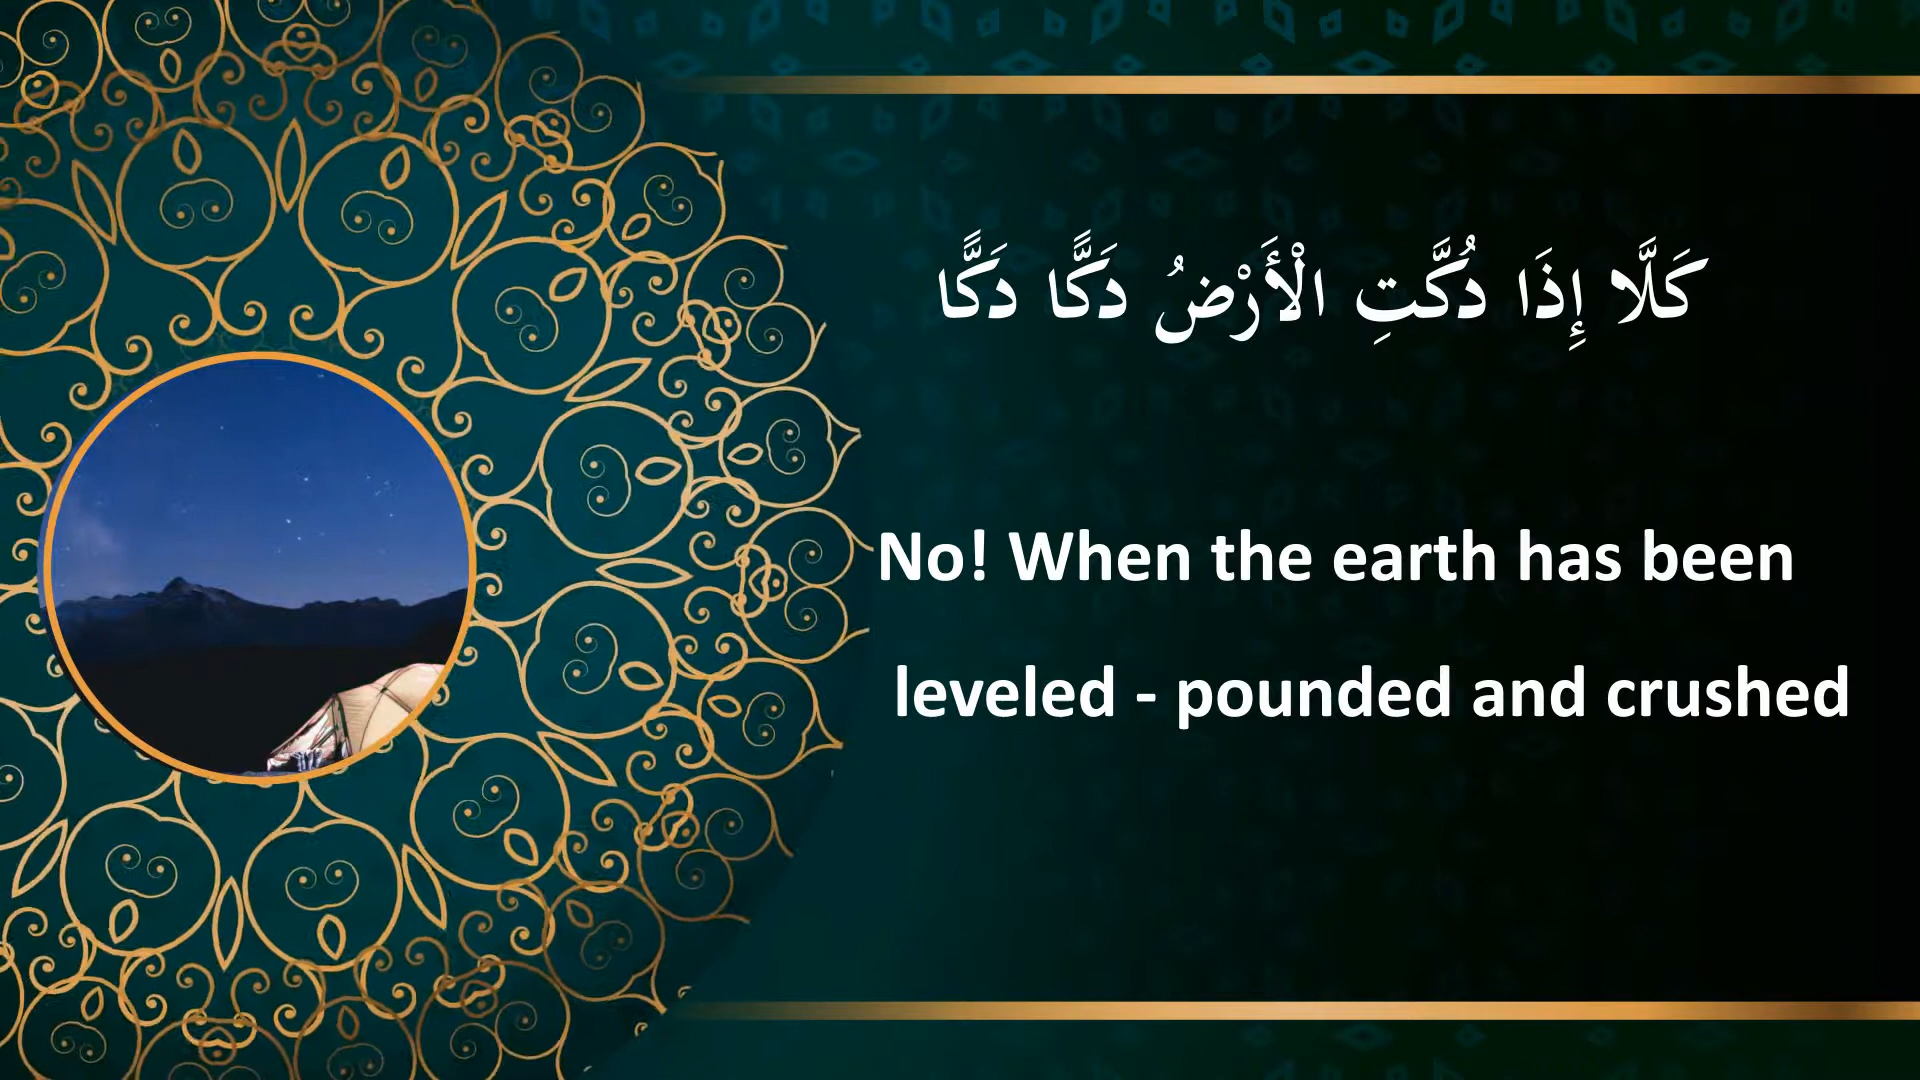 كَلَّا إِذَا دُكَّتِ الْأَرْضُ دَكًّا دَكًّا
No! When the earth has been
leveled - pounded and crushed